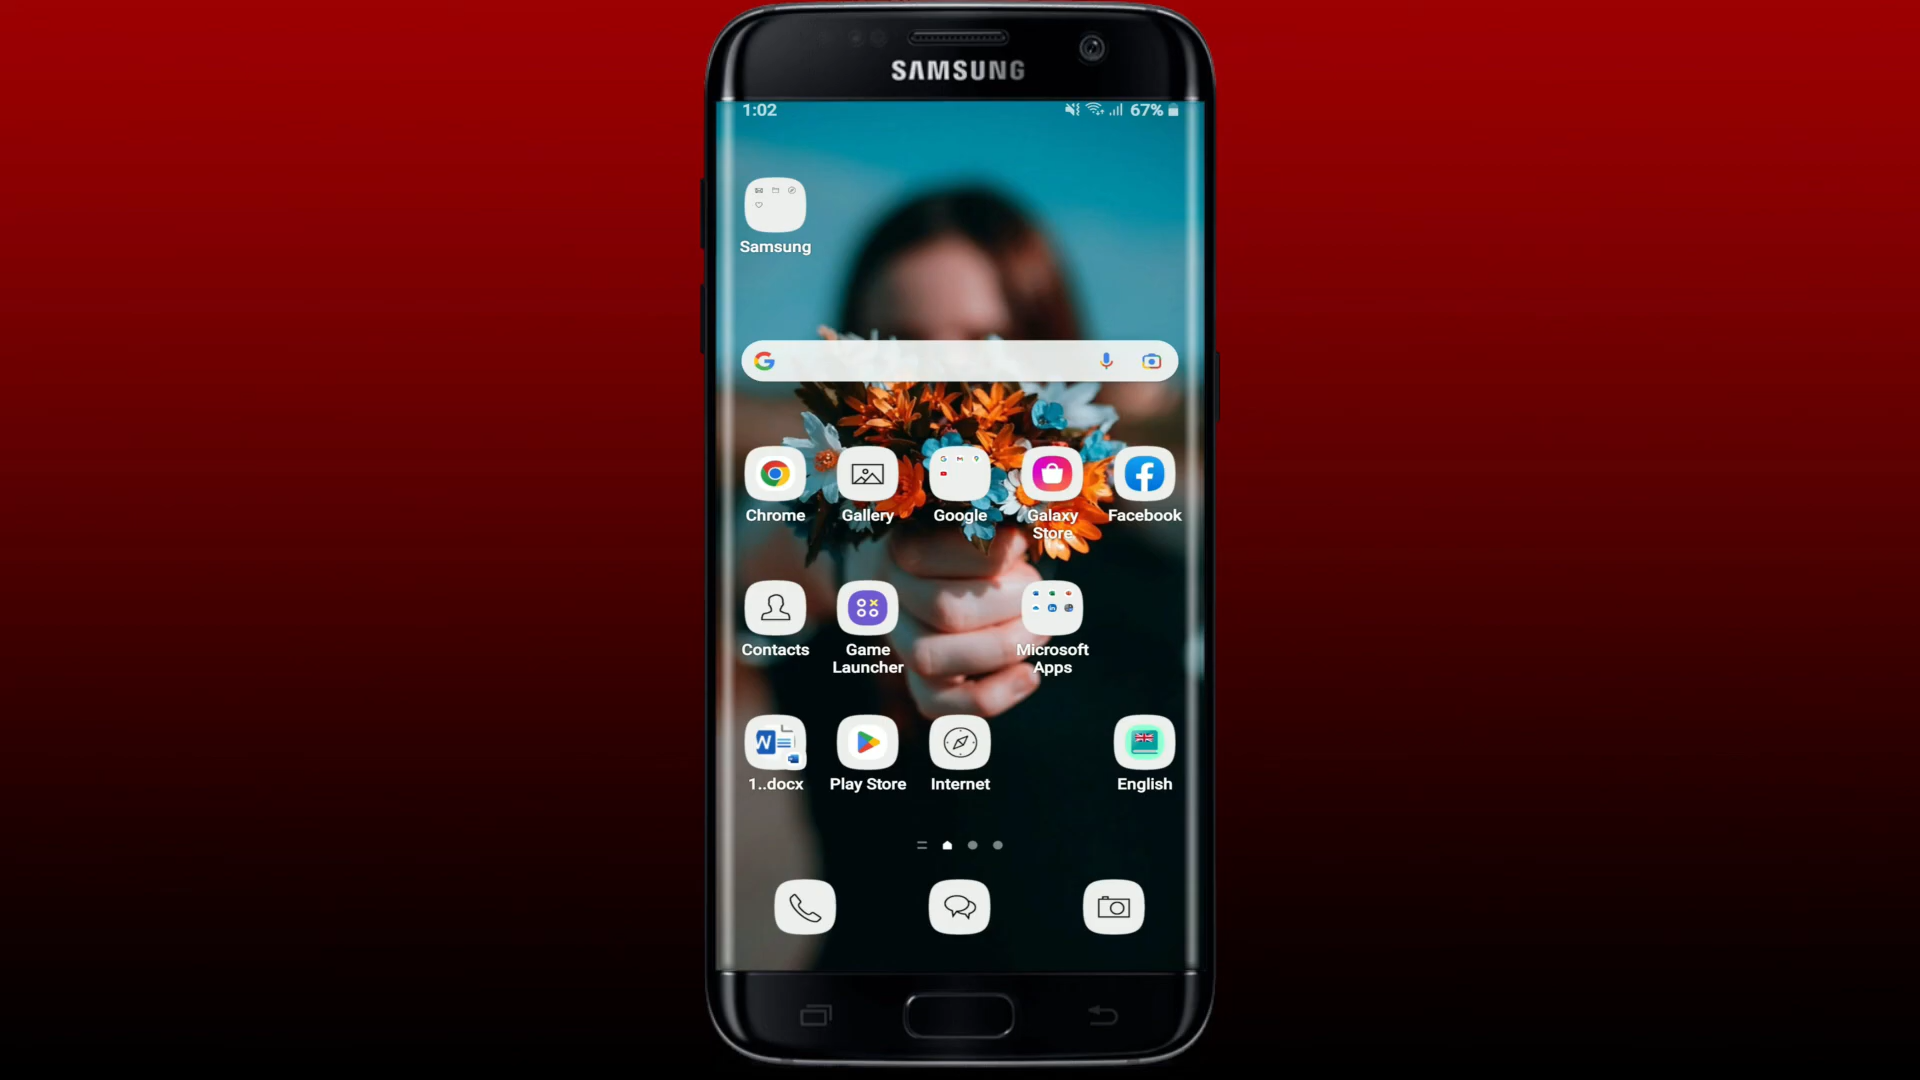 SAMSUNG
1:02
67%
Samsung
Chrome
Gallery
Google
Galaxy
Store
Facebook
Contacts
Game
Launcher
Microsoft
Apps
W
1..docx
Play Store
Internet
English